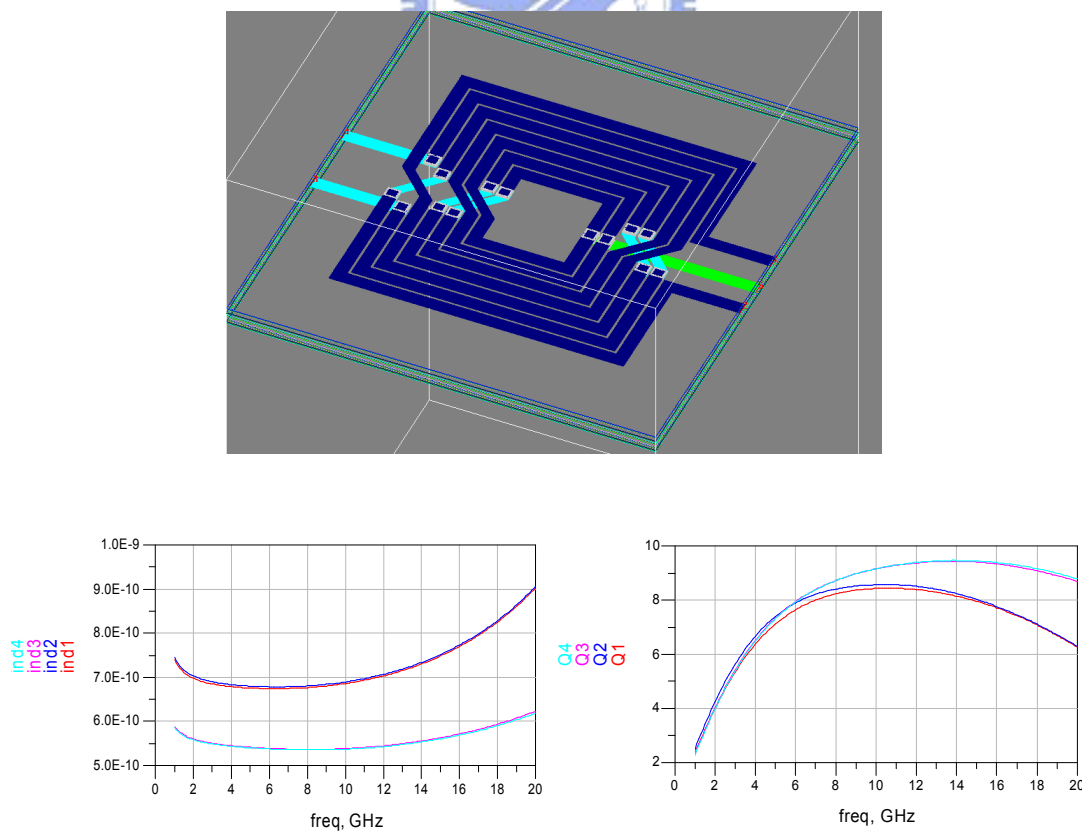 1.0E-9
9.0E-10
8.0E-10
7.0E-10
6.0E-10
5.0E-10
0 2 4 6 8 10 12 14 16 18 20
freq, GHz
ind4
ind3
ind2
ind1
10
8
6
4
2
0 2 4 6 8 10 12 14 16 18 20
freq, GHz
Q4
Q3
Q2
Q1